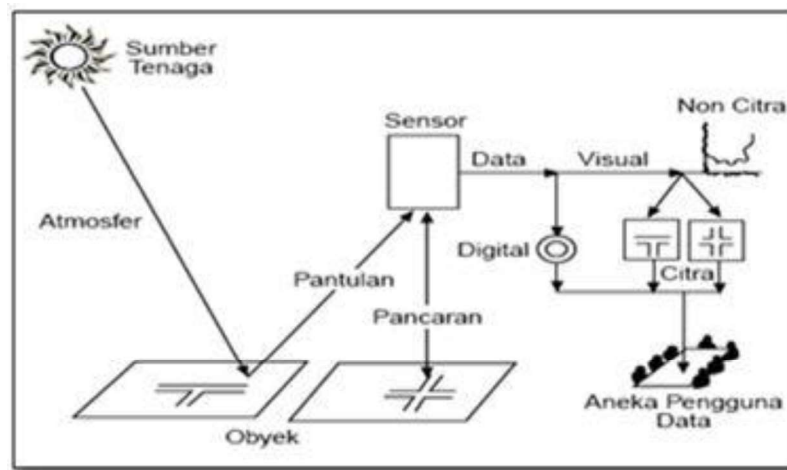 Sumber
Tenaga
Non Citra
Sensor
Data
Visual
Atmosfer
Digital
Citra
Pantulan
Pancaran
Obyek
Aneka Pengguna
Data